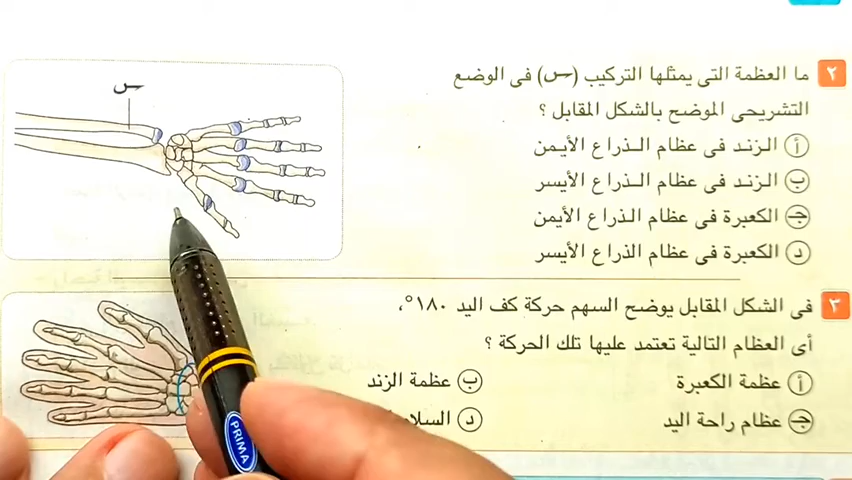 ٢ ما العظمة التى يمثلها التركيب (س) فى الوضع
التشريحى الموضح بالشكل المقابل ؟
أ الزند فى عظام الذراع الأيمن
ب الزند فى عظام الذراع الأيسر
ج الكعبرة فى عظام الذراع الأيمن
د الكعبرة فى عظام الذراع الأيسر
س
٣ فى الشكل المقابل يوضح السهم حركة كف اليد ١٨٠°،
أى العظام التالية تعتمد عليها تلك الحركة ؟
أ عظمة الكعبرة
ب عظمة الزند
ج عظام راحة اليد
د
PRIMA